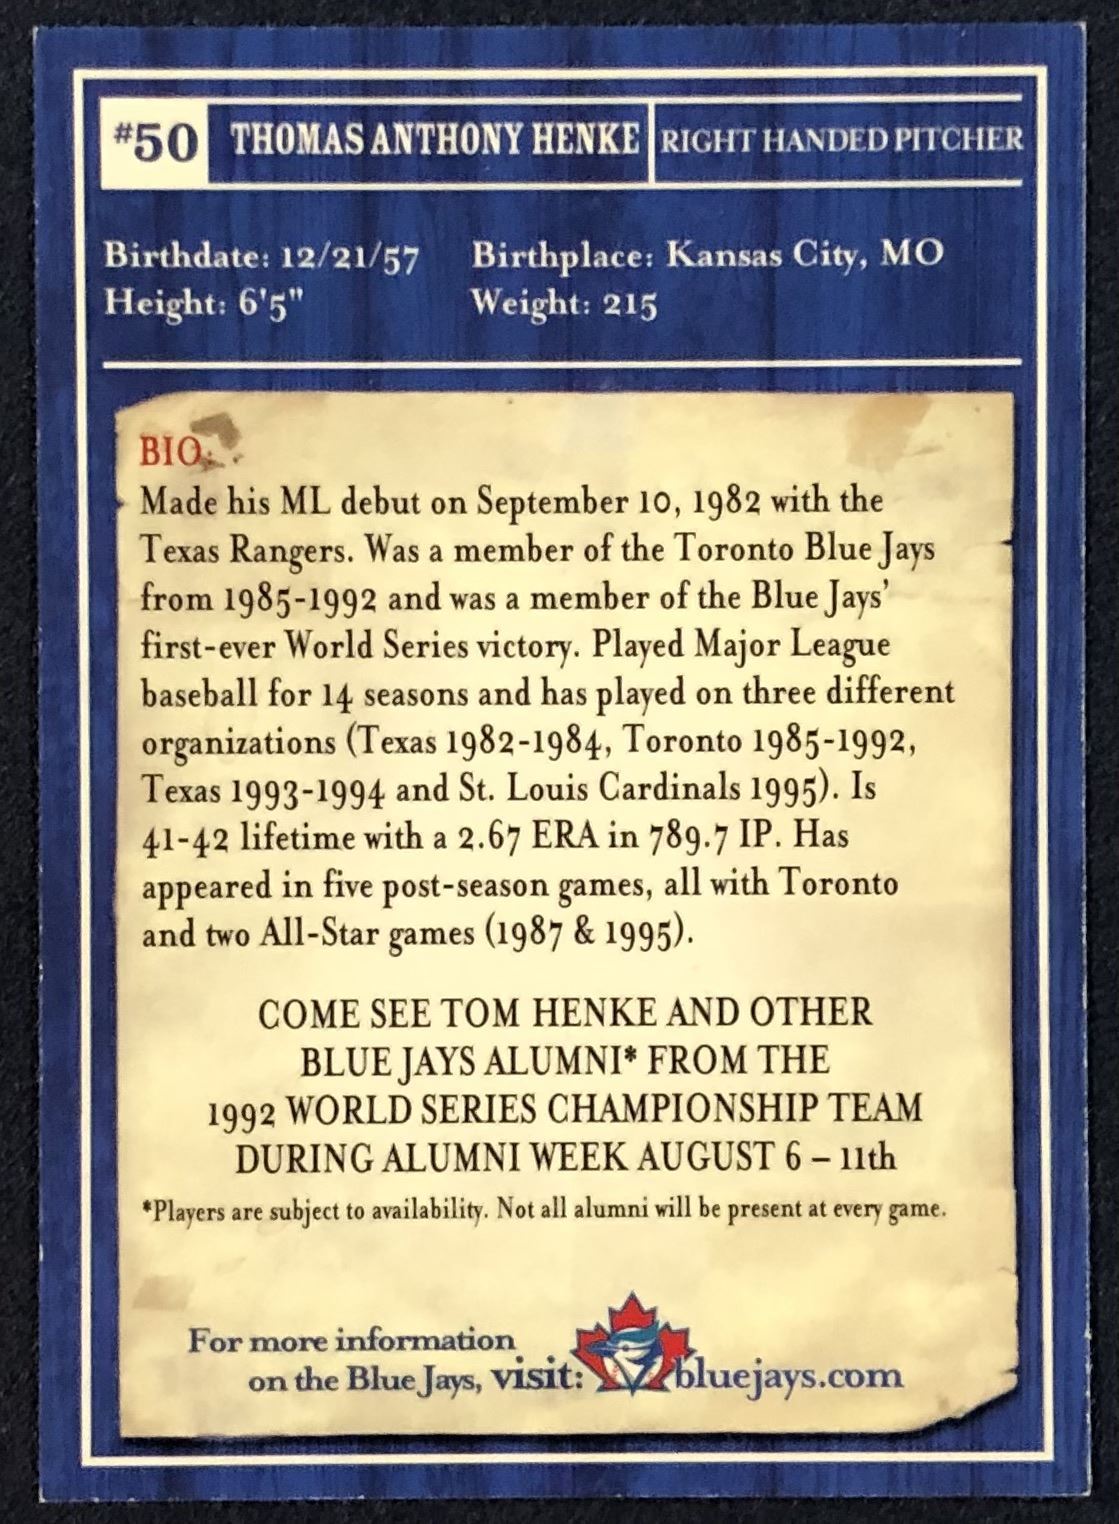 #50 THOMAS ANTHONY HENKE RIGHT HANDED PITCHER
Birthdate: 12/21/57 Birthplace: Kansas City, MO
Height: 6'5" Weight: 215
BIO:
Made his ML debut on September 10, 1982 with the
Texas Rangers. Was a member of the Toronto Blue Jays
from 1985-1992 and was a member of the Blue Jays'
first-ever World Series victory. Played Major League
baseball for 14 seasons and has played on three different
organizations (Texas 1982-1984, Toronto 1985-1992,
Texas 1993-1994 and St. Louis Cardinals 1995). Is
41-42 lifetime with a 2.67 ERA in 789.7 IP. Has
appeared in five post-season games, all with Toronto
and two All-Star games (1987 & 1995).
COME SEE TOM HENKE AND OTHER
BLUE JAYS ALUMNI* FROM THE
1992 WORLD SERIES CHAMPIONSHIP TEAM
DURING ALUMNI WEEK AUGUST 6 – 11th
*Players are subject to availability. Not all alumni will be present at every game.
For more information
on the Blue Jays, visit: bluejays.com